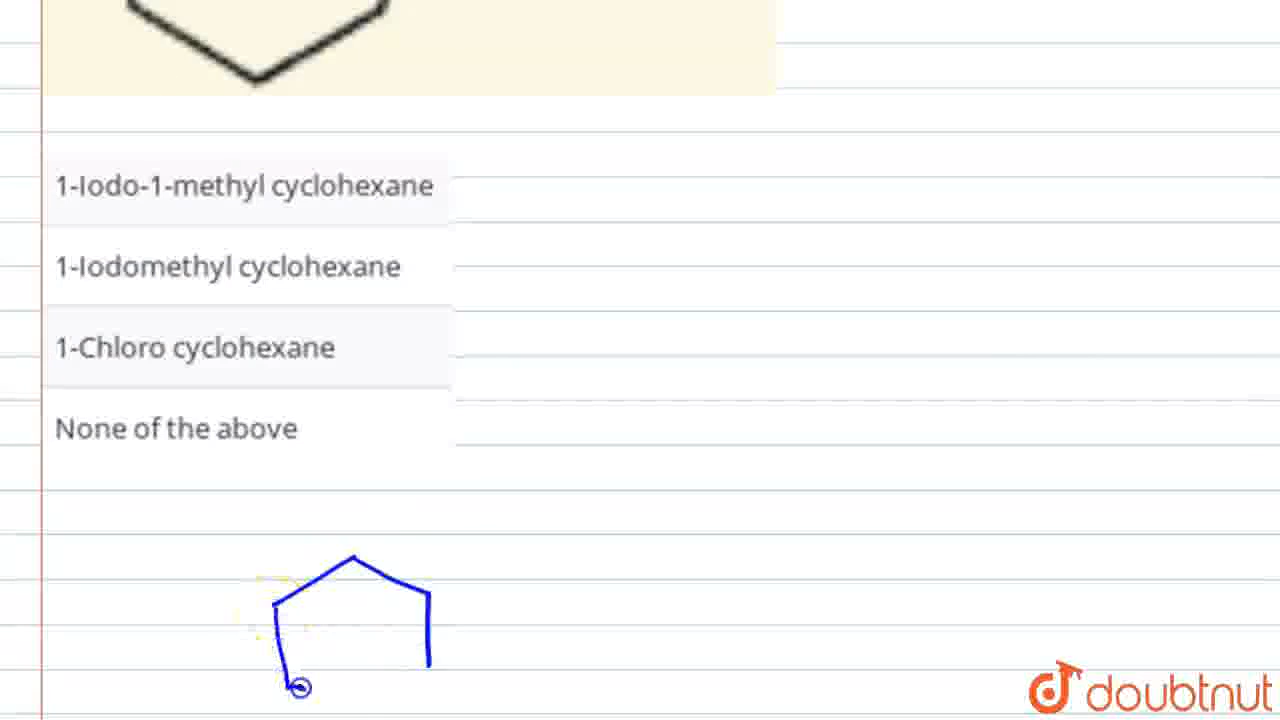 1-Iodo-1-methyl cyclohexane
1-Iodomethyl cyclohexane
1-Chloro cyclohexane
None of the above
doubtnut